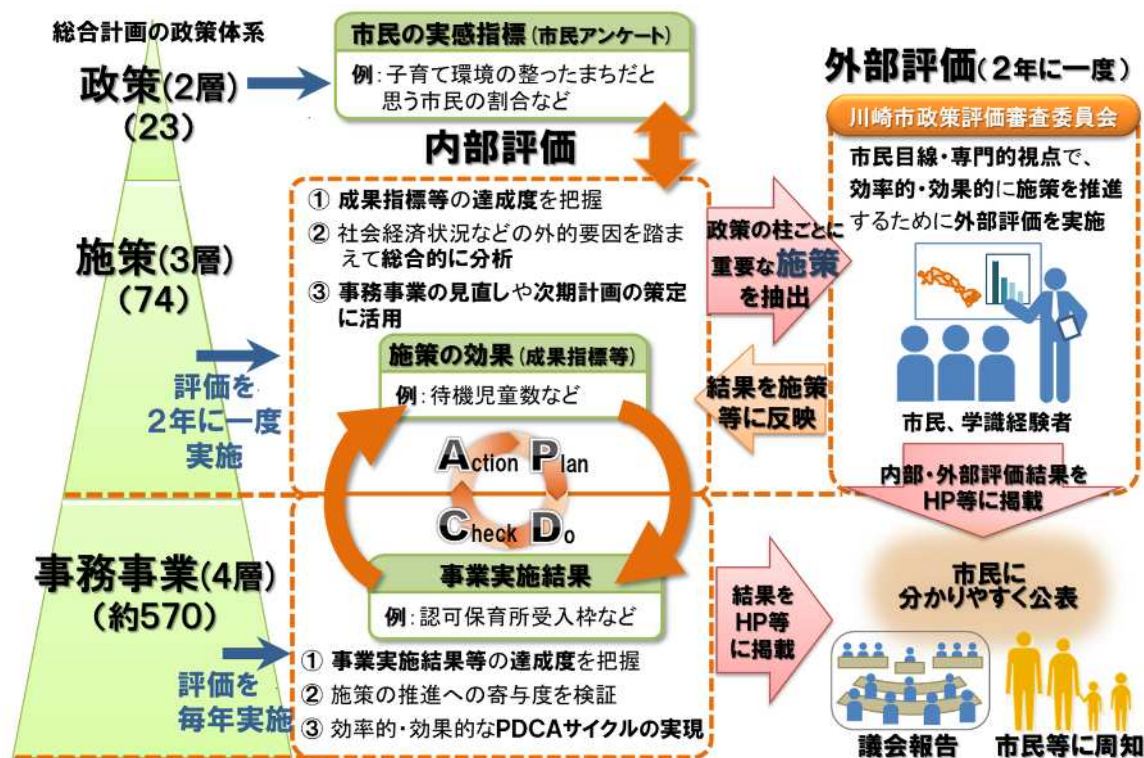 総合計画の政策体系
政策(2層)
(23)
施策(3層)
(74)
評価を
2年に一度
実施
事務事業(4層)
(約570)
評価を
毎年実施
市民の実感指標(市民アンケート)
例:子育て環境の整ったまちだと
思う市民の割合など
内部評価
① 成果指標等の達成度を把握
② 社会経済状況などの外的要因を踏ま
えて総合的に分析
③ 事務事業の見直しや次期計画の策定
に活用
施策の効果(成果指標等)
例:待機児童数など
Action Plan
Check Do
事業実施結果
例:認可保育所受入枠など
① 事業実施結果等の達成度を把握
② 施策の推進への寄与度を検証
③ 効率的・効果的なPDCAサイクルの実現
政策の柱ごとに
重要な施策
を抽出
結果を施策
等に反映
結果を
HP等
に掲載
外部評価(2年に一度)
川崎市政策評価審査委員会
市民目線・専門的視点で、
効率的・効果的に施策を推進
するために外部評価を実施
市民、学識経験者
内部・外部評価結果を
HP等に掲載
市民に
分かりやすく公表
議会報告
市民等に周知